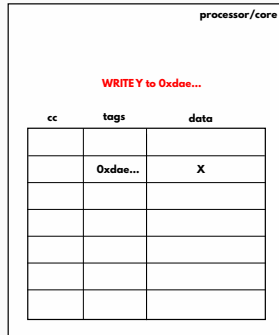 processor/core
WRITE Y to 0xdae...
cc tags data
0xdae... X